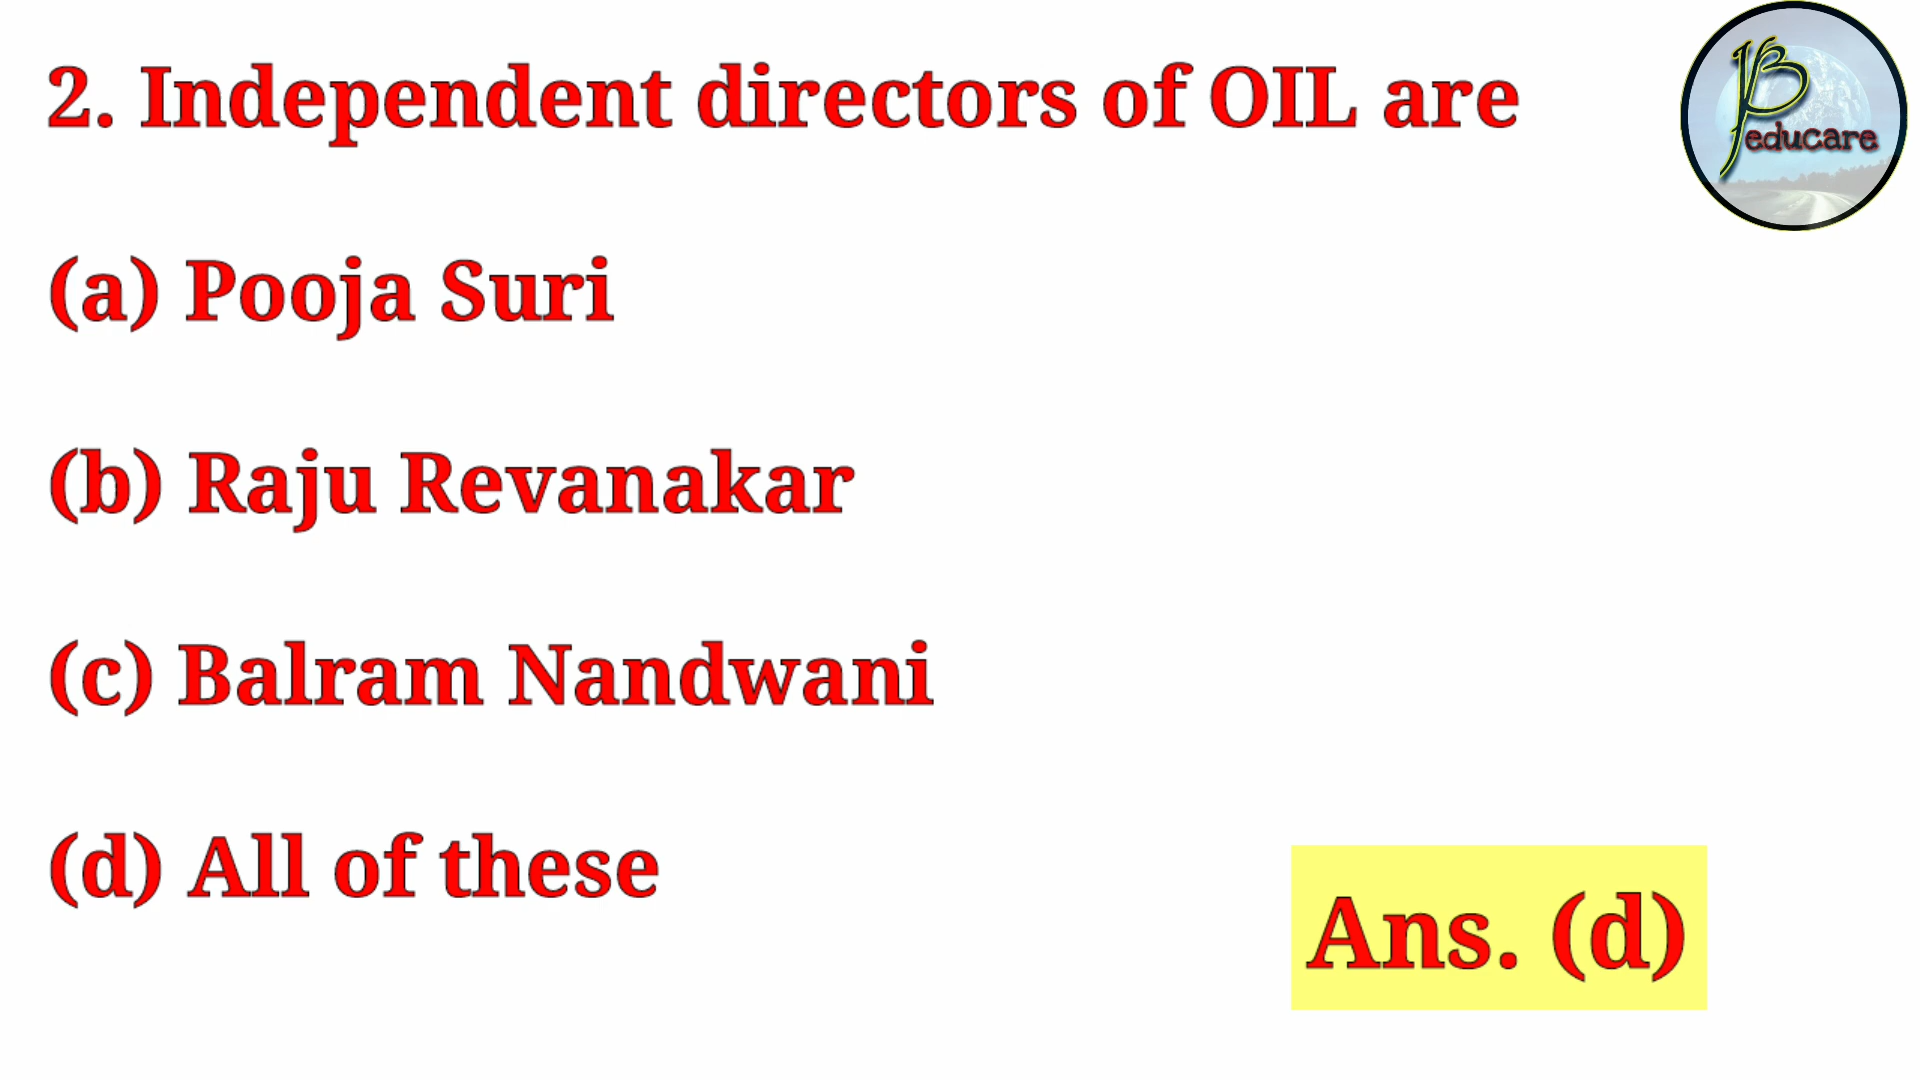 2. Independent directors of OIL are
(a) Pooja Suri
(b) Raju Revanakar
(c) Balram Nandwani
(d) All of these
Ans. (d)
educare